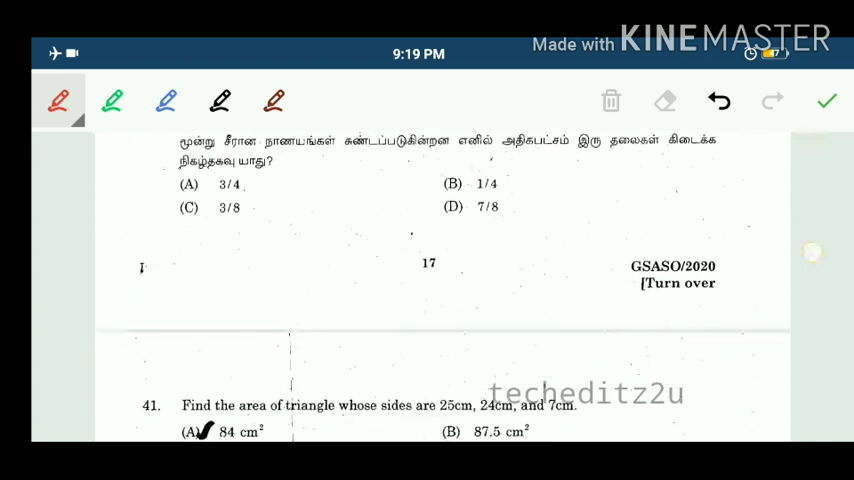 Made with KINEMASTER
9:19 PM
மூன்று சீரான நாணயங்கள் சுண்டப்படுகின்றன எனில் அதிகபட்சம் இரு தலைகள் கிடைக்க
நிகழ்தகவு யாது?
(A) 3/4 (B) 1/4
(C) 3/8 (D) 7/8
17 GSASO/2020
[Turn over
techeditz2u
41. Find the area of triangle whose sides are 25cm, 24cm, and 7cm.
(A) 84 cm² (B) 87.5 cm²